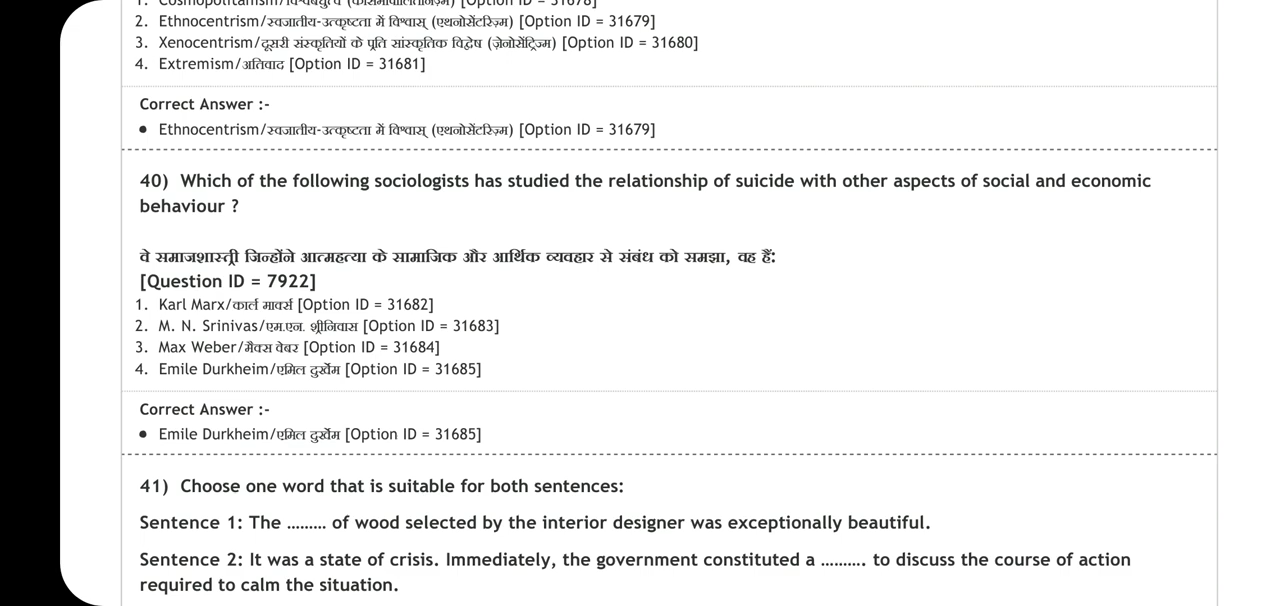 2. Ethnocentrism/स्वजातीय-उत्कृष्टता में विश्वास् (एथनोसेंटरिज़्म) [Option ID = 31679]
3. Xenocentrism/दूसरी संस्कृतियों के प्रति सांस्कृतिक विद्वेष (ज़ेनोसेंट्रिज्म) [Option ID = 31680]
4. Extremism/अतिवाद [Option ID = 31681]
Correct Answer :-
• Ethnocentrism/स्वजातीय-उत्कृष्टता में विश्वास् (एथनोसेंटरिज़्म) [Option ID = 31679]
40) Which of the following sociologists has studied the relationship of suicide with other aspects of social and economic
behaviour ?
वे समाजशास्त्री जिन्होंने आत्महत्या के सामाजिक और आर्थिक व्यवहार से संबंध को समझा, वह हैं:
[Question ID = 7922]
1. Karl Marx/कार्ल मार्क्स [Option ID = 31682]
2. M. N. Srinivas/एम.एन. श्रीनिवास [Option ID = 31683]
3. Max Weber/मैक्स वेबर [Option ID = 31684]
4. Emile Durkheim/एमिल दुर्खेम [Option ID = 31685]
Correct Answer :-
• Emile Durkheim/एमिल दुर्खेम [Option ID = 31685]
41) Choose one word that is suitable for both sentences:
Sentence 1: The ……… of wood selected by the interior designer was exceptionally beautiful.
Sentence 2: It was a state of crisis. Immediately, the government constituted a ………. to discuss the course of action
required to calm the situation.